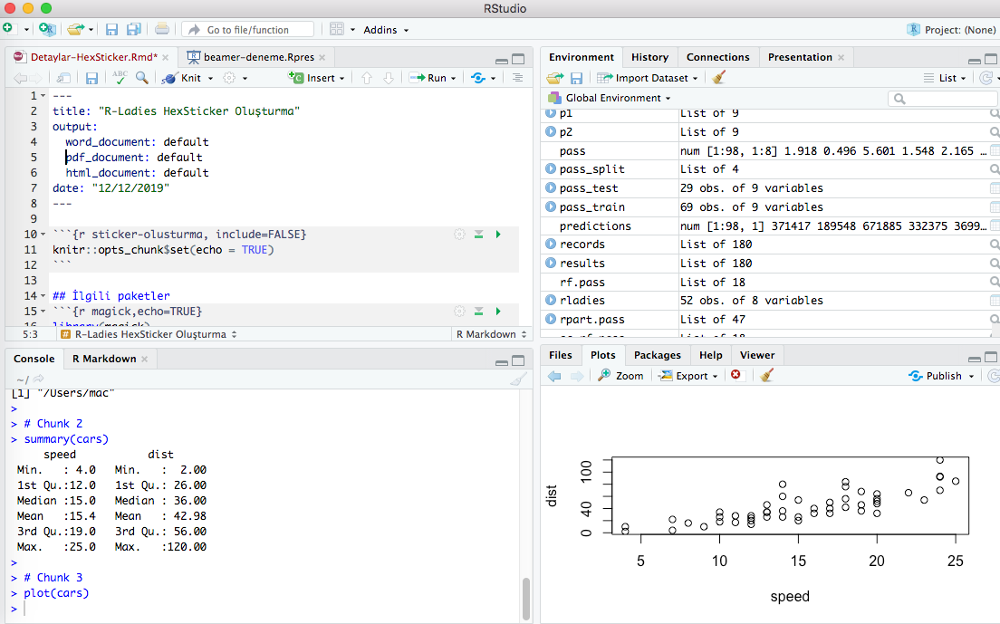 RStudio
Go to file/function
Addins
Project: (None)
Detaylar-HexSticker.Rmd*
beamer-deneme.Rpres
ABC
Knit
Insert
Run
1 ---
2 title: "R-Ladies HexSticker Oluşturma"
3 output:
4 word_document: default
5 pdf_document: default
6 html_document: default
7 date: "12/12/2019"
8 ---
9
10 ```{r sticker-olusturma, include=FALSE}
11 knitr::opts_chunk$set(echo = TRUE)
12 ```
13
14 ## İlgili paketler
15 ```{r magick,echo=TRUE}
16 library(magick)
5:3
# R-Ladies HexSticker Oluşturma
R Markdown
Console
R Markdown
~/
[1] "/Users/mac"
>
> # Chunk 2
> summary(cars)
speed dist
Min. : 4.0 Min. : 2.00
1st Qu.:12.0 1st Qu.: 26.00
Median :15.0 Median : 36.00
Mean :15.4 Mean : 42.98
3rd Qu.:19.0 3rd Qu.: 56.00
Max. :25.0 Max. :120.00
>
> # Chunk 3
> plot(cars)
>
Environment
History
Connections
Presentation
Import Dataset
List
Global Environment
p1 List of 9
p2 List of 9
pass num [1:98, 1:8] 1.918 0.496 5.601 1.548 2.165 …
pass_split List of 4
pass_test 29 obs. of 9 variables
pass_train 69 obs. of 9 variables
predictions num [1:98, 1] 371417 189548 671885 332375 3699…
records List of 180
results List of 180
rf.pass List of 18
rladies 52 obs. of 8 variables
rpart.pass List of 47
Files
Plots
Packages
Help
Viewer
Zoom
Export
Publish
dist
0 40 100
5 10 15 20 25
speed